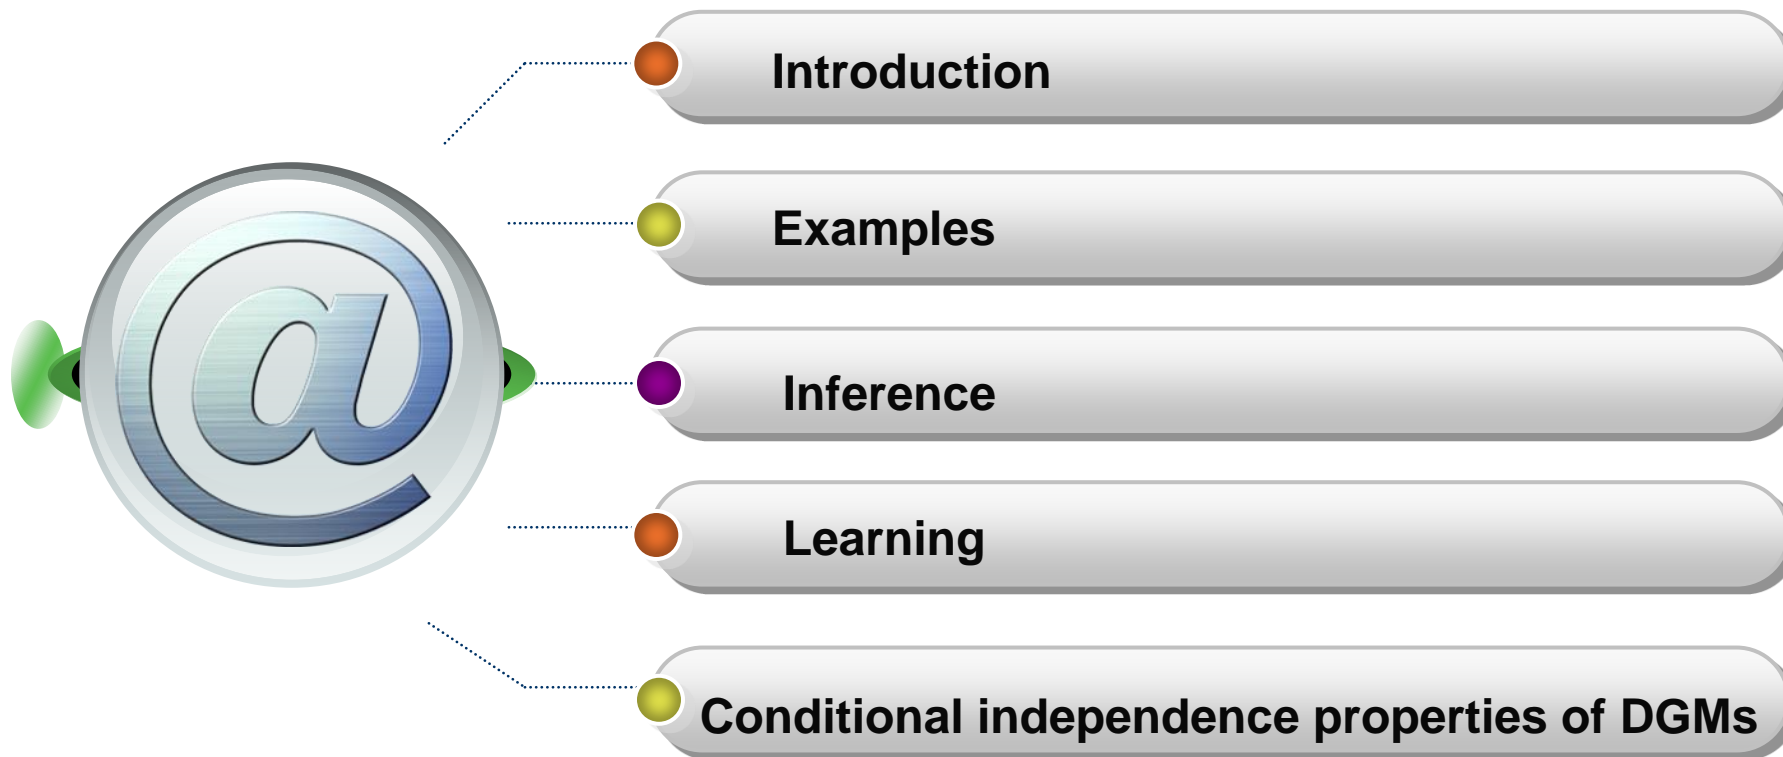 Introduction
Examples
@
Inference
Learning
Conditional independence properties of DGMs